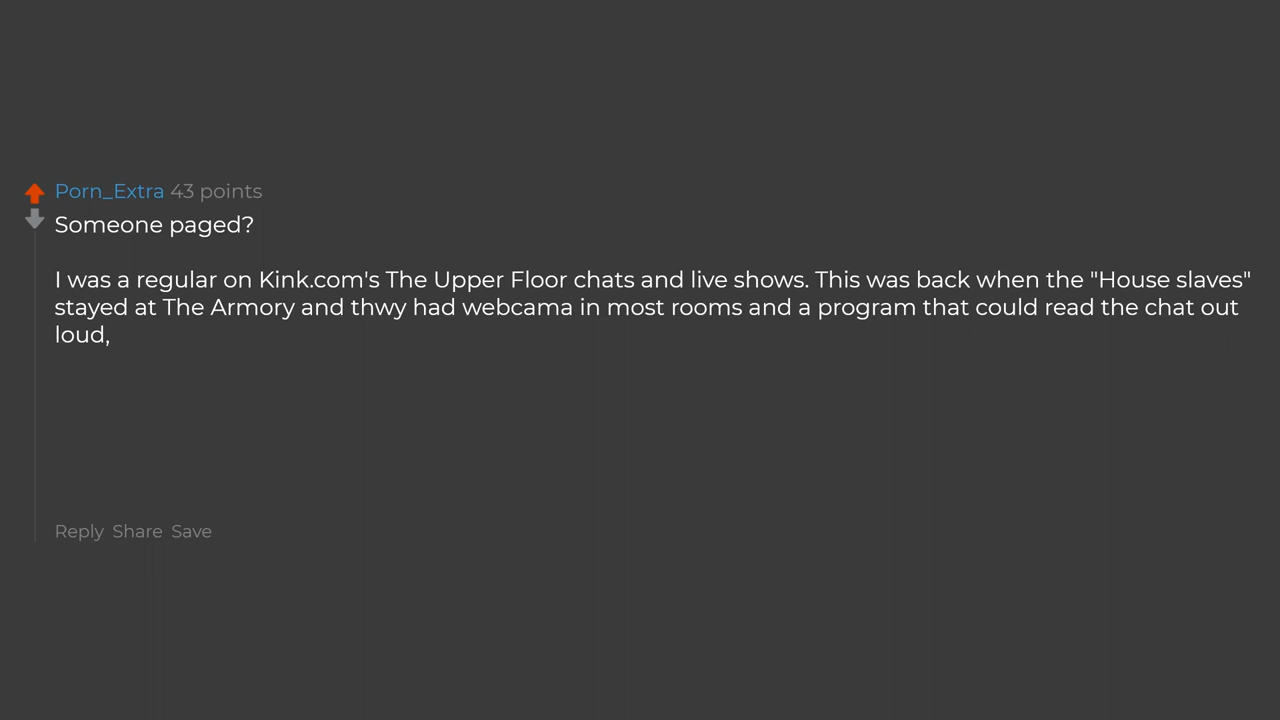 Porn_Extra 43 points
Someone paged?
I was a regular on Kink.com's The Upper Floor chats and live shows. This was back when the "House slaves"
stayed at The Armory and thwy had webcama in most rooms and a program that could read the chat out
loud,
Reply Share Save